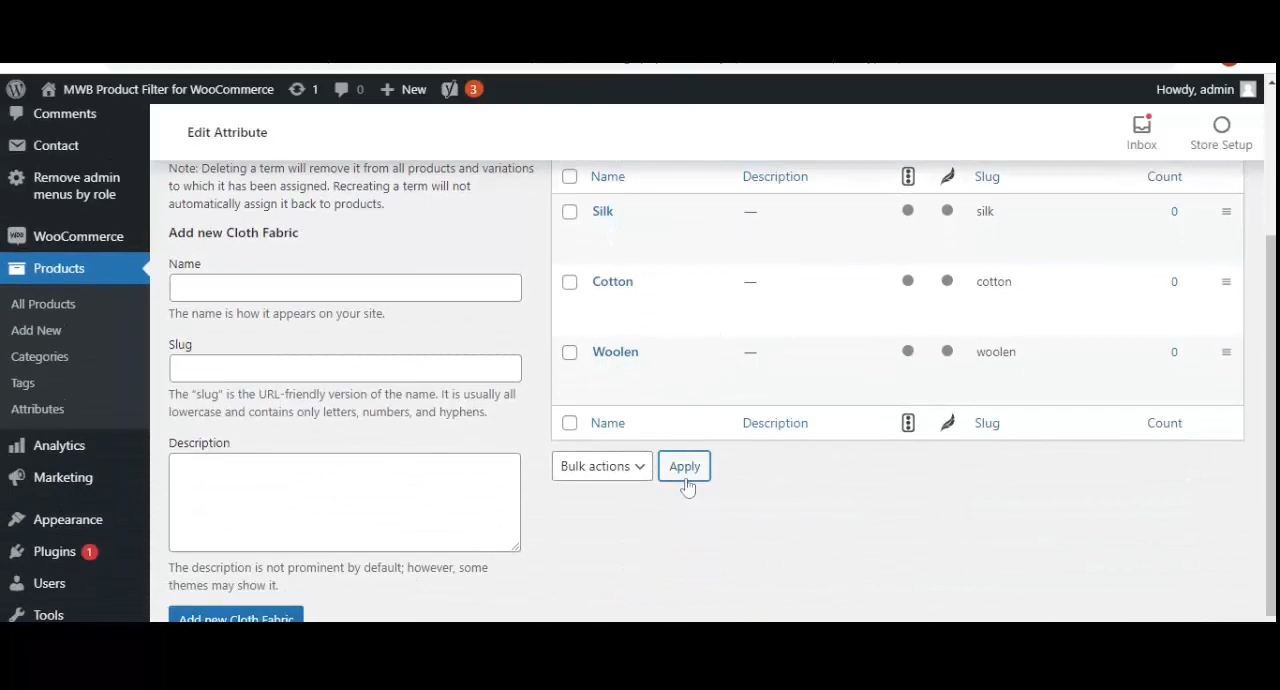 MWB Product Filter for WooCommerce 1 0 New 3 Howdy, admin
Comments
Contact
Remove admin
menus by role
WooCommerce
Products
All Products
Add New
Categories
Tags
Attributes
Analytics
Marketing
Appearance
Plugins 1
Users
Tools
Edit Attribute
Inbox
Store Setup
Note: Deleting a term will remove it from all products and variations
to which it has been assigned. Recreating a term will not
automatically assign it back to products.
Add new Cloth Fabric
Name
The name is how it appears on your site.
Slug
The “slug” is the URL-friendly version of the name. It is usually all
lowercase and contains only letters, numbers, and hyphens.
Description
The description is not prominent by default; however, some
themes may show it.
Add new Cloth Fabric
Name Description Slug Count
Silk — silk 0
Cotton — cotton 0
Woolen — woolen 0
Name Description Slug Count
Bulk actions Apply